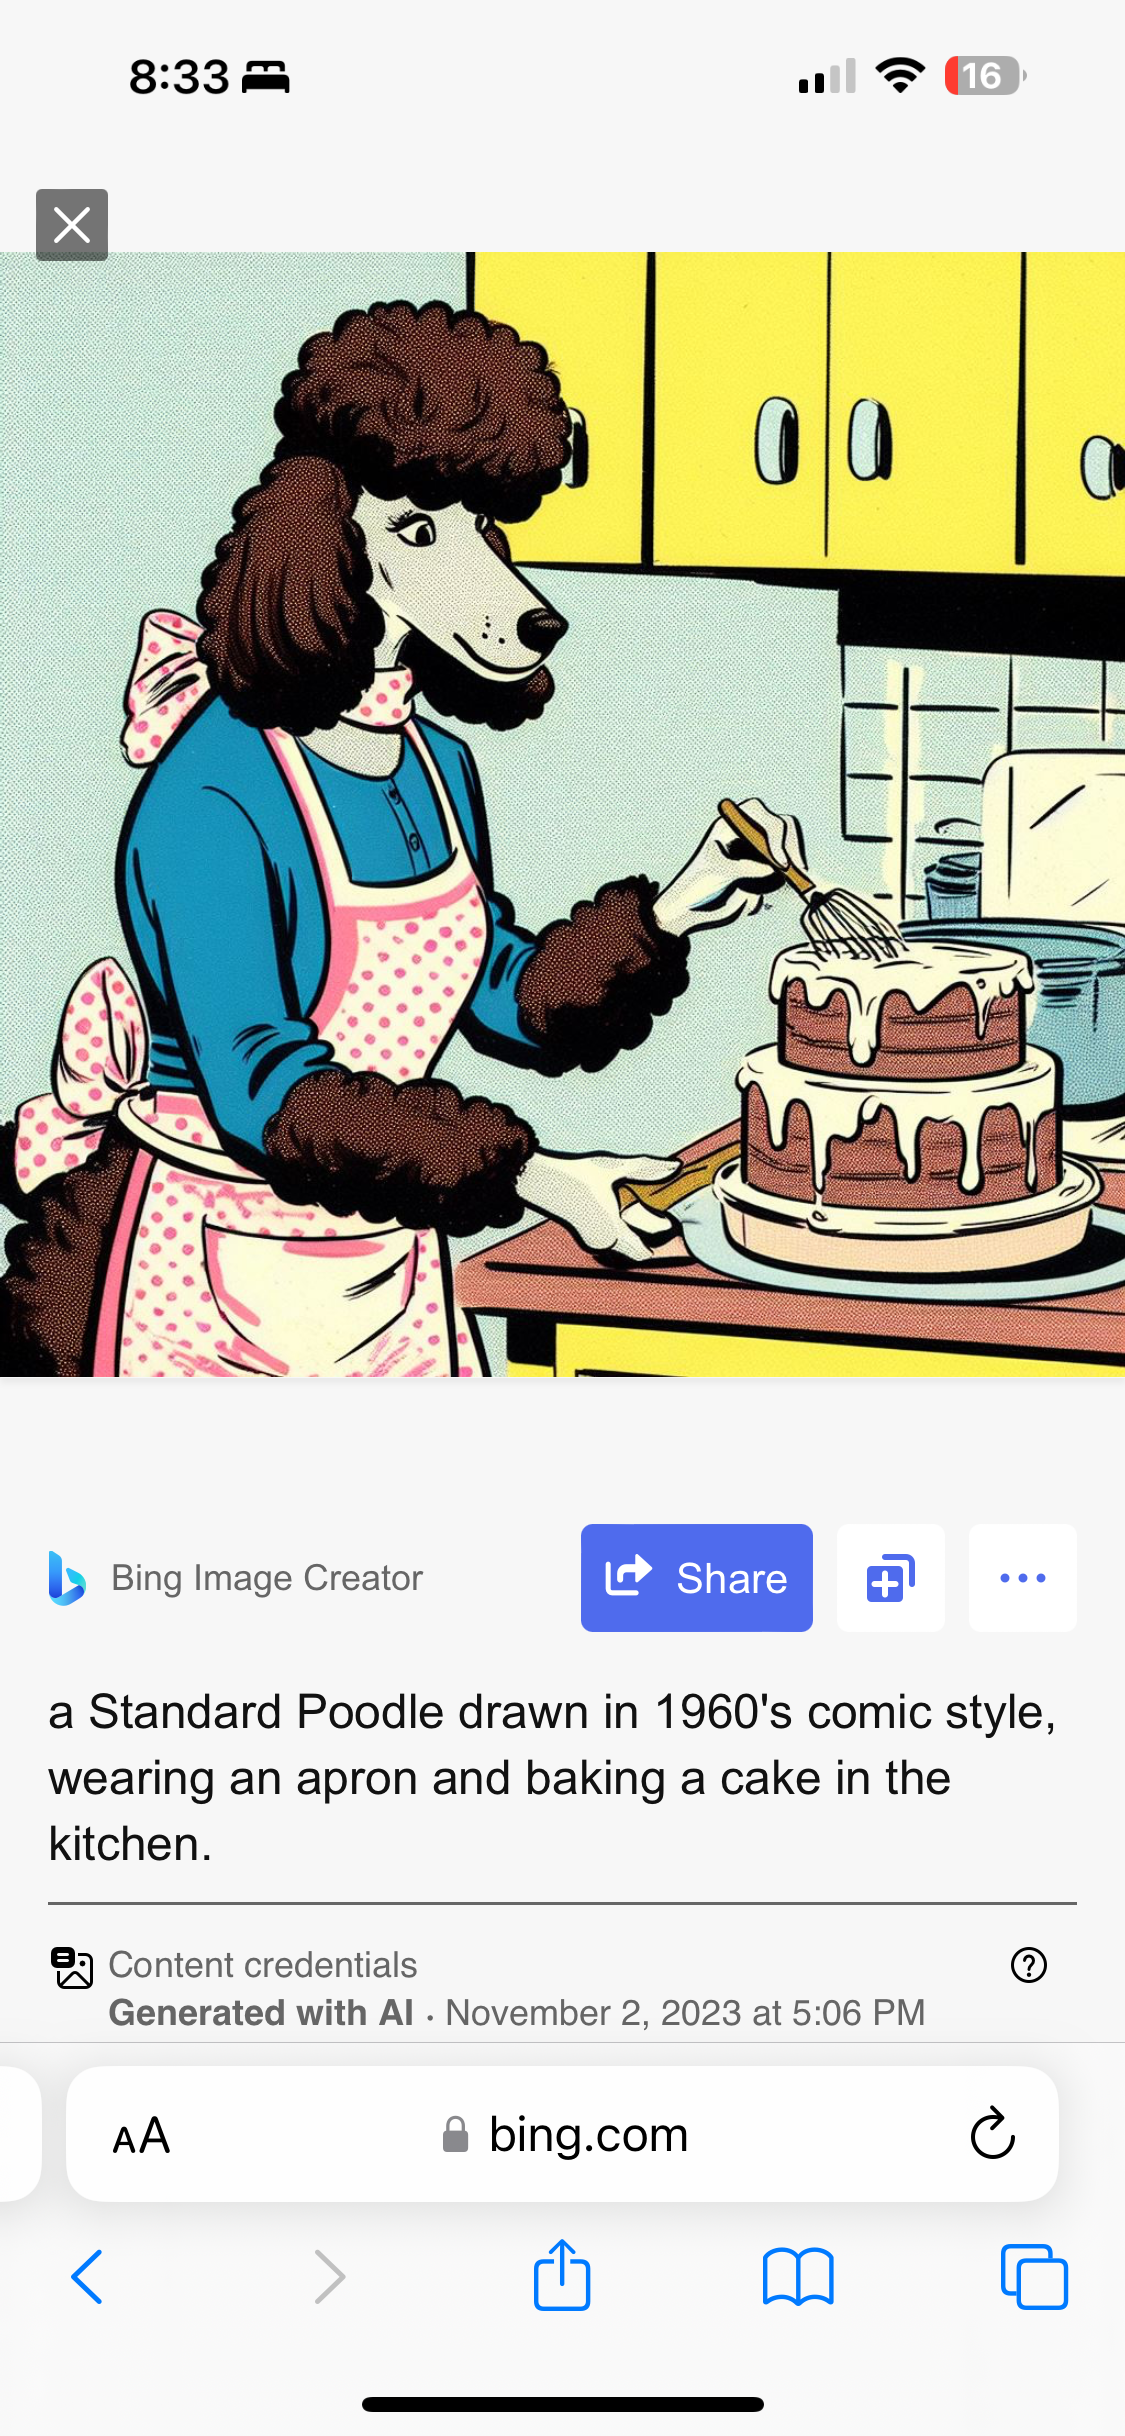 8:33
16
Bing Image Creator
Share
a Standard Poodle drawn in 1960's comic style,
wearing an apron and baking a cake in the
kitchen.
Content credentials
Generated with AI · November 2, 2023 at 5:06 PM
AA
bing.com